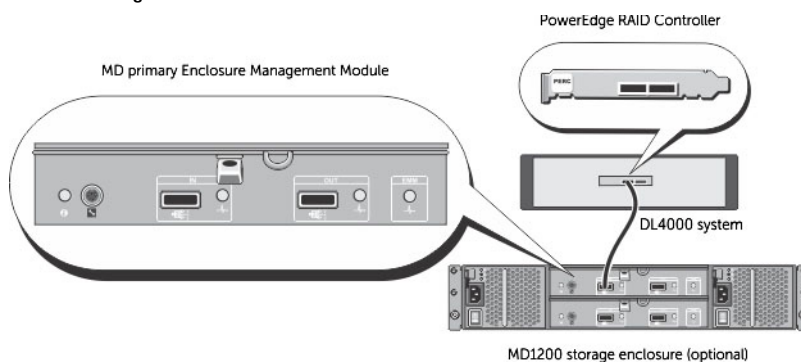 PowerEdge RAID Controller
MD primary Enclosure Management Module
PERC
IN
OUT
EMM
DL4000 system
MD1200 storage enclosure (optional)